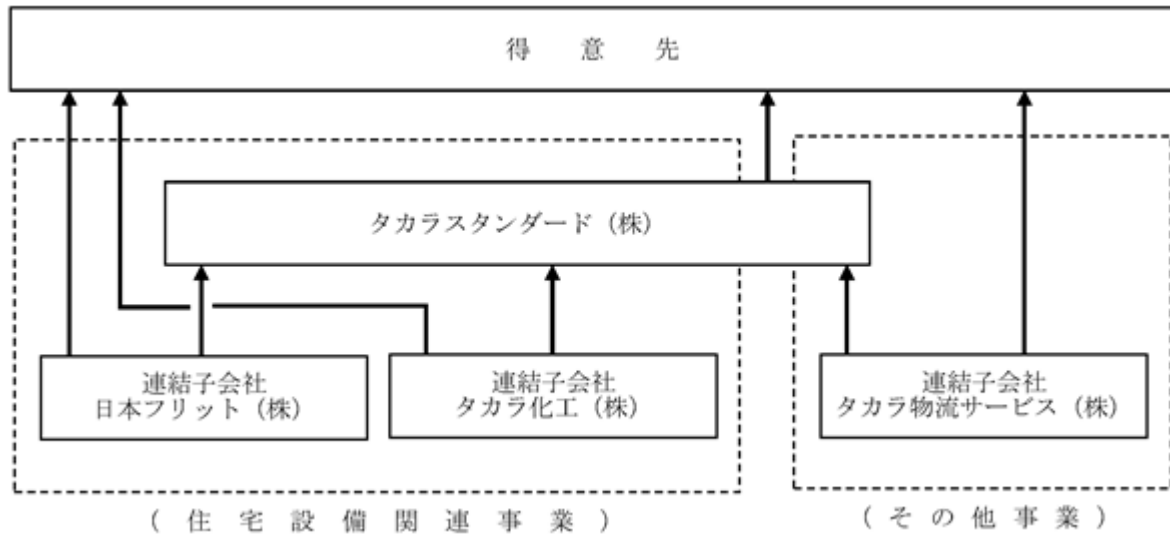 得意先
タカラスタンダード（株）
連結子会社
日本フリット（株）
連結子会社
タカラ化工（株）
連結子会社
タカラ物流サービス（株）
（住宅設備関連事業）
（その他事業）